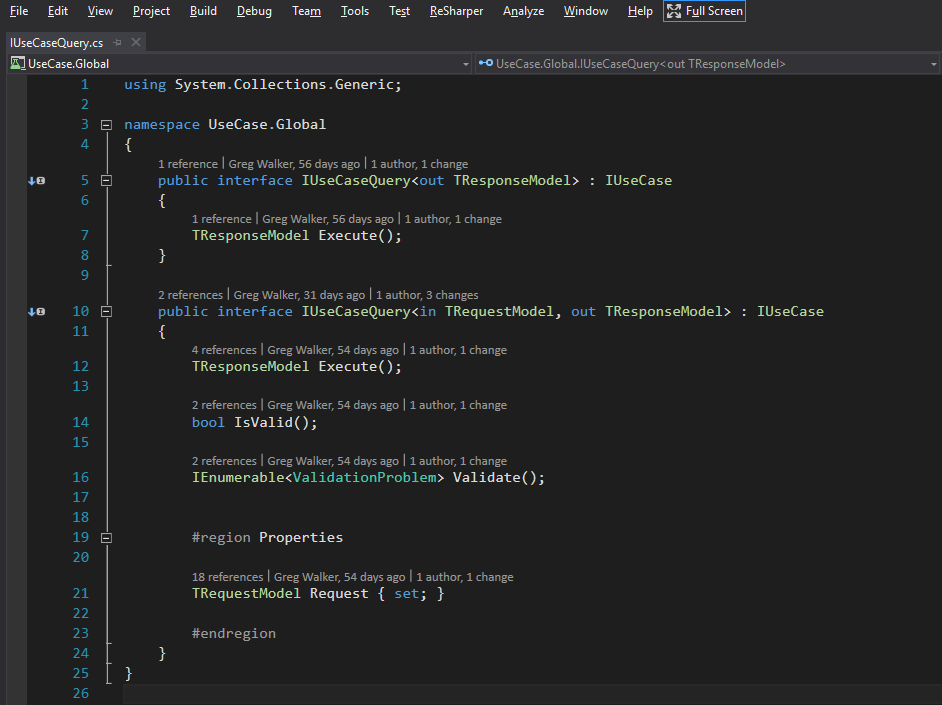 File Edit View Project Build Debug Team Tools Test ReSharper Analyze Window Help Full Screen
IUseCaseQuery.cs
UseCase.Global UseCase.Global.IUseCaseQuery<out TResponseModel>
1 using System.Collections.Generic;
2
3 namespace UseCase.Global
4 {
1 reference | Greg Walker, 56 days ago | 1 author, 1 change
5 public interface IUseCaseQuery<out TResponseModel> : IUseCase
6 {
1 reference | Greg Walker, 56 days ago | 1 author, 1 change
7 TResponseModel Execute();
8 }
9
2 references | Greg Walker, 31 days ago | 1 author, 3 changes
10 public interface IUseCaseQuery<in TRequestModel, out TResponseModel> : IUseCase
11 {
4 references | Greg Walker, 54 days ago | 1 author, 1 change
12 TResponseModel Execute();
13
2 references | Greg Walker, 54 days ago | 1 author, 1 change
14 bool IsValid();
15
2 references | Greg Walker, 54 days ago | 1 author, 1 change
16 IEnumerable<ValidationProblem> Validate();
17
18
19 #region Properties
20
18 references | Greg Walker, 54 days ago | 1 author, 1 change
21 TRequestModel Request { set; }
22
23 #endregion
24 }
25 }
26